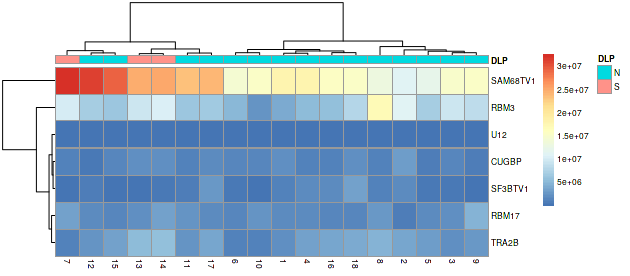 DLP
SAM68TV1
RBM3
U12
CUGBP
SF3BTV1
RBM17
TRA2B
7 12 15 13 14 11 17 6 10 1 4 16 18 8 2 5 3 9
3e+07
2.5e+07
2e+07
1.5e+07
1e+07
5e+06
DLP
N
S